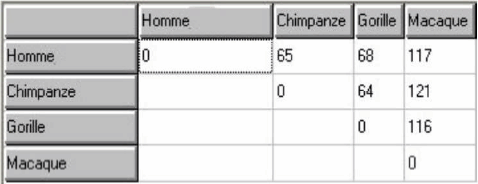 Homme Chimpanze Gorille Macaque
Homme 0 65 68 117
Chimpanze 0 64 121
Gorille 0 116
Macaque 0